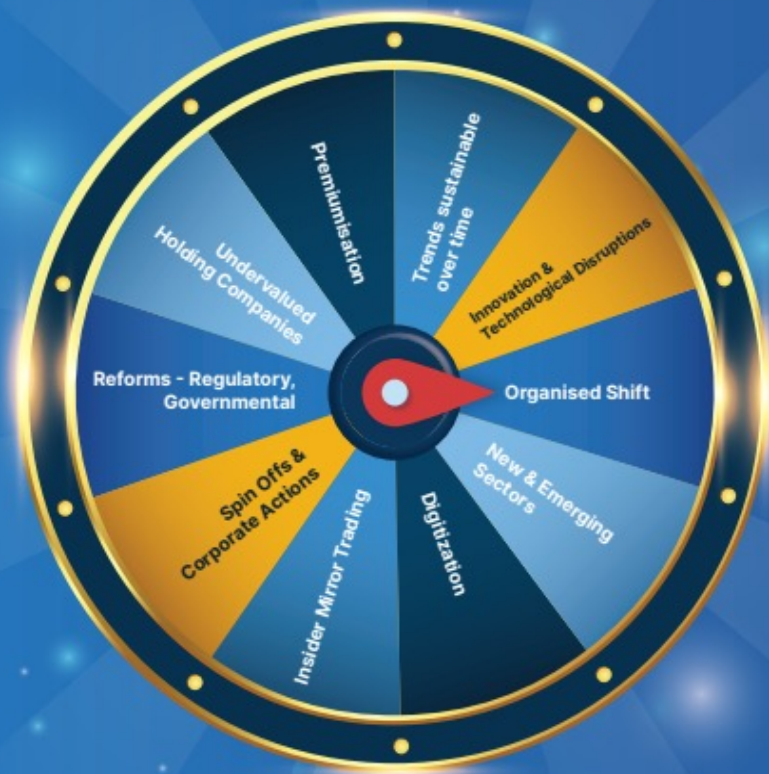 Trends sustainable
over time
Innovation &
Technological Disruptions
Organised Shift
New & Emerging
Sectors
Digitization
Insider Mirror Trading
Spin Offs &
Corporate Actions
Reforms - Regulatory,
Governmental
Undervalued
Holding Companies
Premiumisation